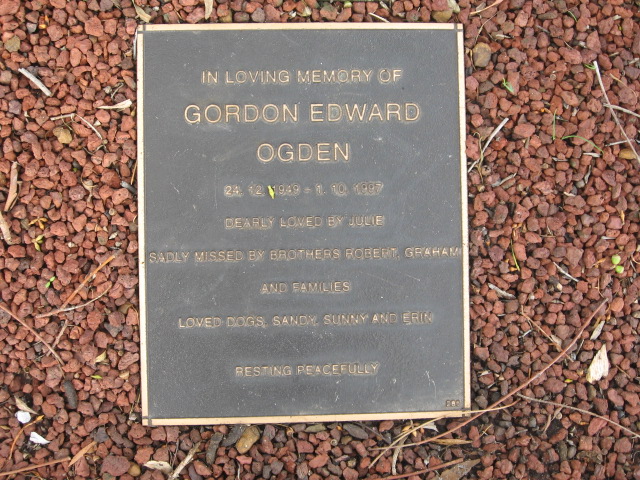 IN LOVING MEMORY OF
GORDON EDWARD
OGDEN
24. 12. 1949 - 1. 10. 1997
DEARLY LOVED BY JULIE
SADLY MISSED BY BROTHERS ROBERT, GRAHAM
AND FAMILIES
LOVED DOGS, SANDY, SUNNY AND ERIN
RESTING PEACEFULLY